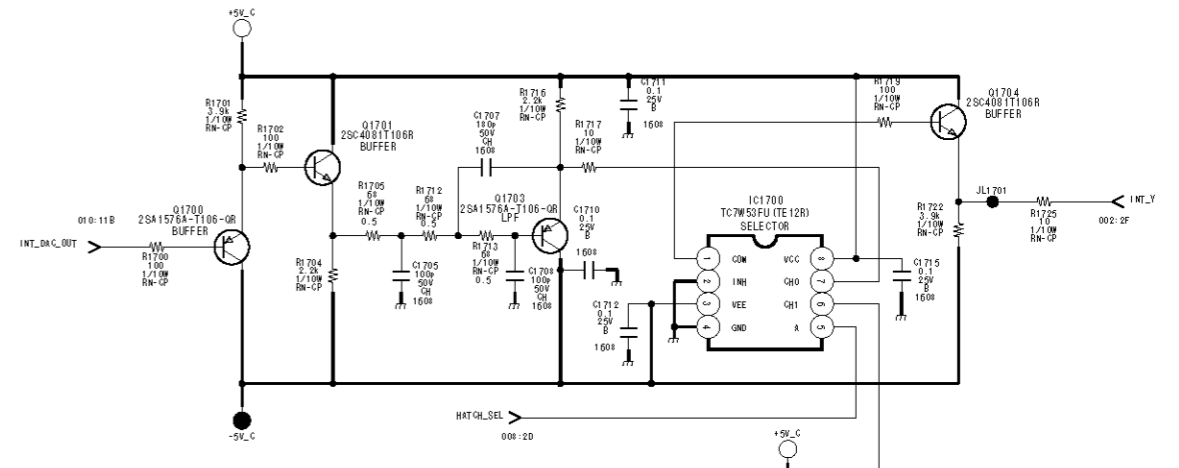 +5V_C
R1701
3.9k
1/10W
RN-CP
R1702
100
1/10W
RN-CP
Q1701
2SC4081T106R
BUFFER
C1707
180p
50V
CH
1608
R1716
2.2k
1/10W
RN-CP
R1717
10
1/10W
RN-CP
C1711
0.1
25V
B
1608
R1719
100
1/10W
RN-CP
Q1704
2SC4081T106R
BUFFER
010:11B
INT_DAC_OUT
Q1700
2SA1576A-T106-QR
BUFFER
R1700
100
1/10W
RN-CP
R1705
68
1/10W
RN-CP
0.5
R1712
68
1/10W
RN-CP
0.5
Q1703
2SA1576A-T106-QR
LPF
C1710
0.1
25V
B
1608
R1704
2.2k
1/10W
RN-CP
C1705
100p
50V
CH
1608
R1713
68
1/10W
RN-CP
0.5
C1708
100p
50V
CH
1608
C1712
0.1
25V
B
1608
IC1700
TC7W53FU(TE12R)
SELECTOR
1 COM VCC 8
2 INH CH0 7
3 VEE CH1 6
4 GND A 5
C1715
0.1
25V
B
1608
R1722
3.9k
1/10W
RN-CP
JL1701
R1725
10
1/10W
RN-CP
INT_Y
002:2F
-5V_C
HATCH_SEL
008:2D
+5V_C